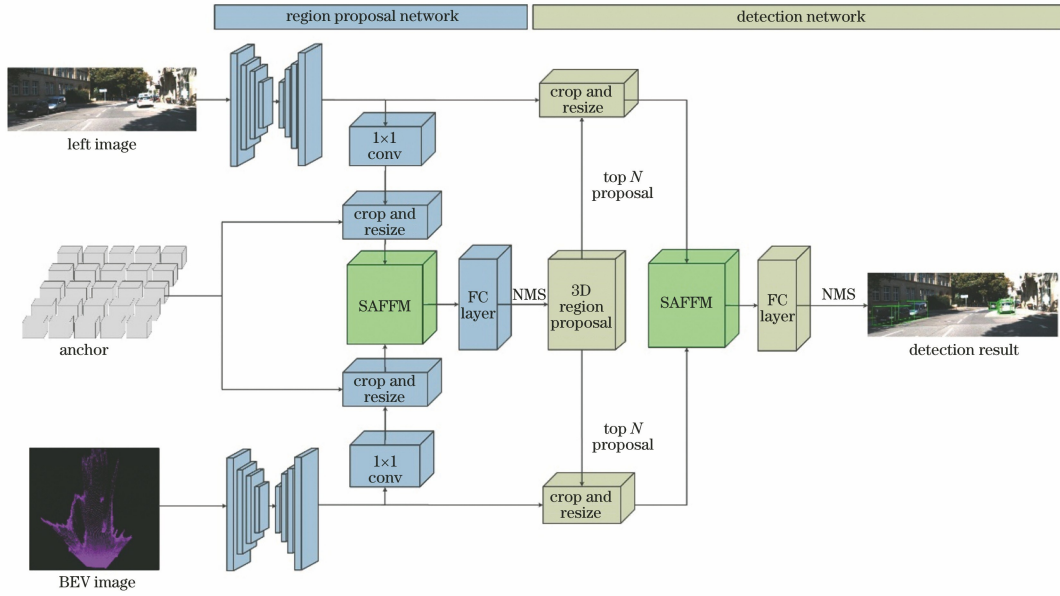 region proposal network
detection network
left image
1×1
conv
crop and
resize
crop and
resize
top N
proposal
anchor
SAFFM
FC
layer
NMS
3D
region
proposal
SAFFM
FC
layer
NMS
detection result
crop and
resize
top N
proposal
1×1
conv
crop and
resize
BEV image